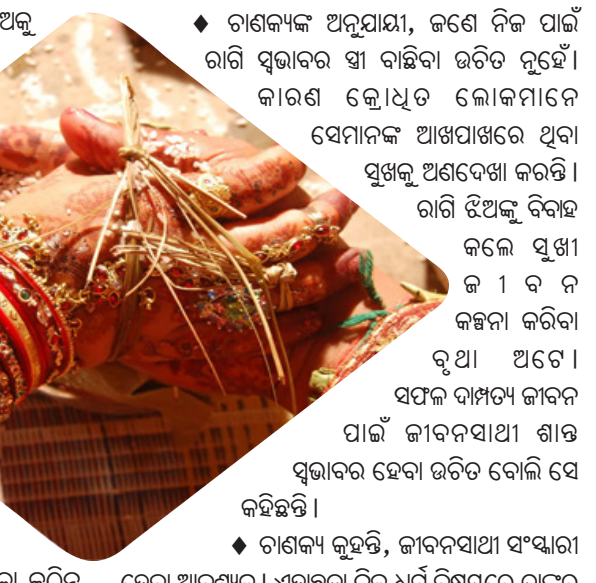 ଅକୁ
♦ ଚାଣକ୍ୟଙ୍କ ଅନୁଯାୟୀ, ଜଣେ ନିଜ ପାଇଁ
ରାଗି ସ୍ୱଭାବର ସ୍ତ୍ରୀ ବାଛିବା ଉଚିତ ନୁହେଁ।
କାରଣ କ୍ରୋଧିତ ଲୋକମାନେ
ସେମାନଙ୍କ ଆଖପାଖରେ ଥିବା
ସୁଖକୁ ଅଣଦେଖା କରନ୍ତି।
ରାଗି ଝିଅଙ୍କୁ ବିବାହ
କଲେ ସୁଖୀ
ଜୀବନ
କଳ୍ପନା କରିବା
ବୃଥା ଅଟେ।
ସଫଳ ଦାମ୍ପତ୍ୟ ଜୀବନ
ପାଇଁ ଜୀବନସାଥୀ ଶାନ୍ତ
ସ୍ୱଭାବର ହେବା ଉଚିତ ବୋଲି ସେ
କହିଛନ୍ତି।
♦ ଚାଣକ୍ୟ କୁହନ୍ତି, ଜୀବନସାଥୀ ସଂସ୍କାରୀ